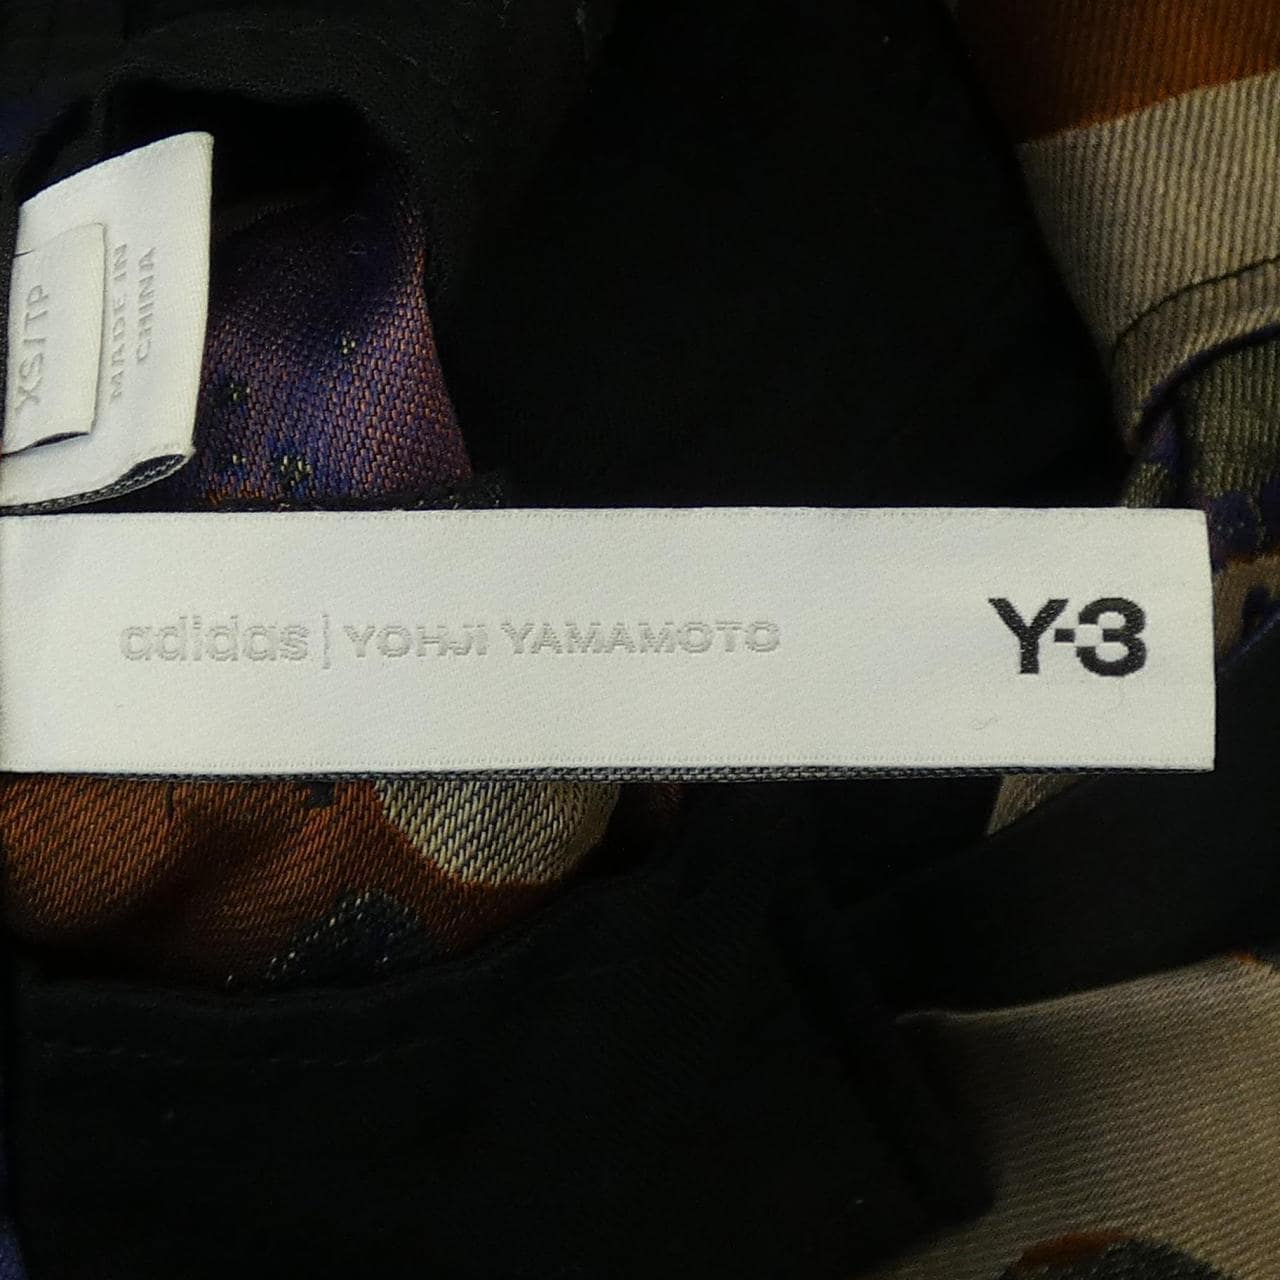 XS/TP
MADE IN
CHINA
adidas | YOHJI YAMAMOTO
Y-3